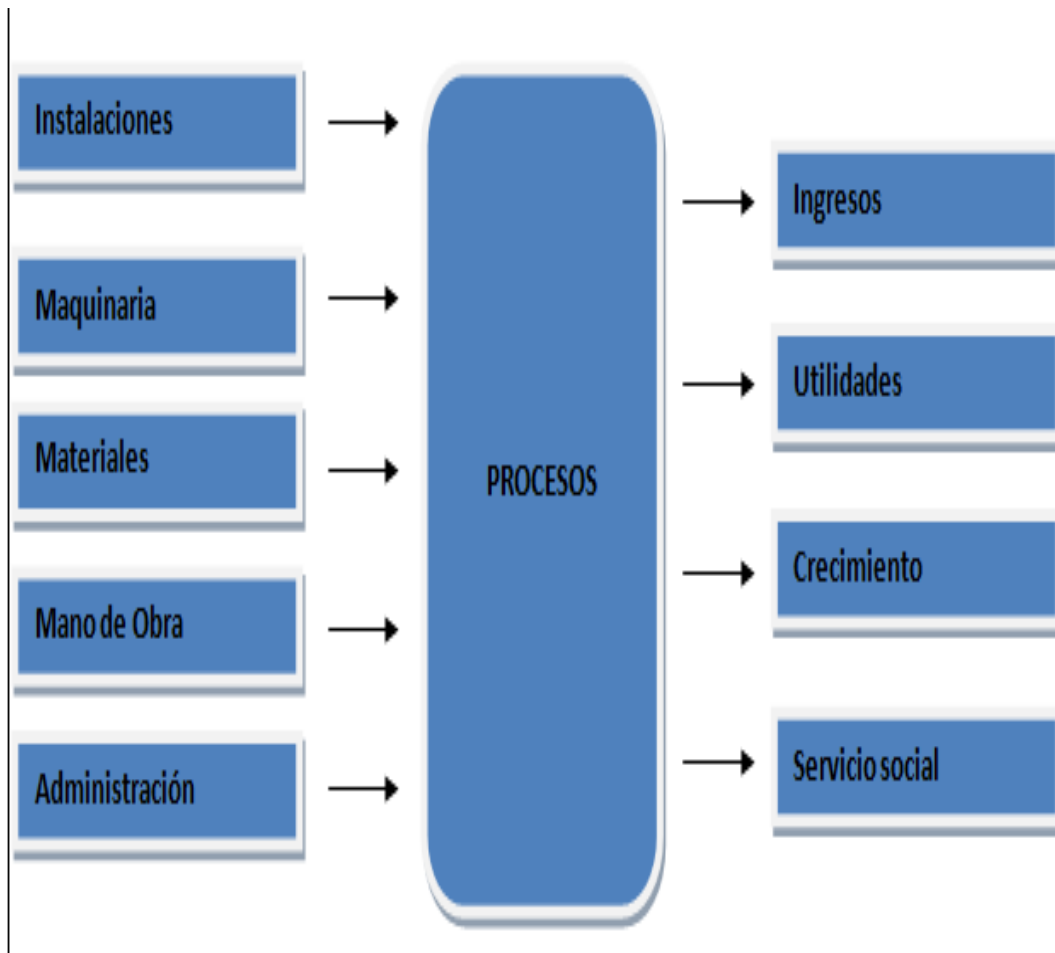 Instalaciones
Maquinaria
Materiales
Mano de Obra
Administración
PROCESOS
Ingresos
Utilidades
Crecimiento
Servicio social